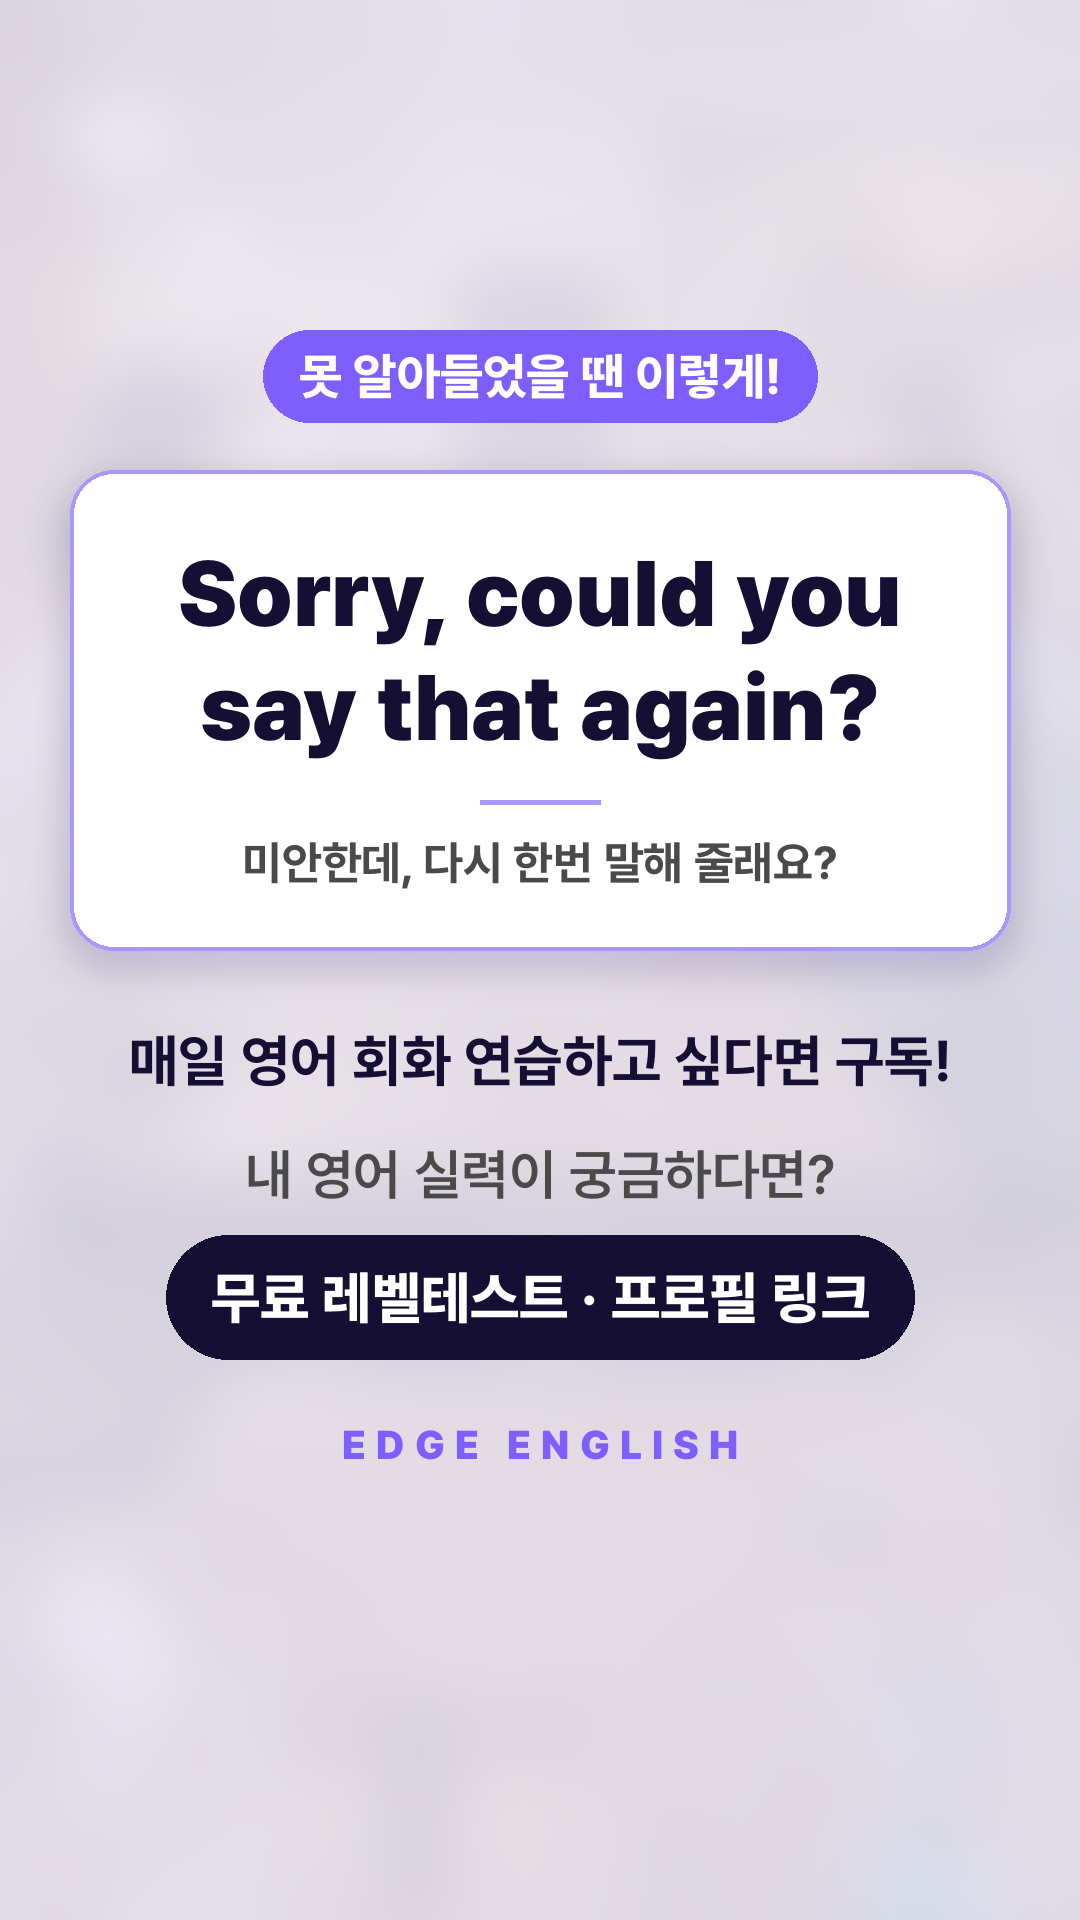 못 알아들었을 땐 이렇게!
Sorry, could you
say that again?
미안한데, 다시 한번 말해 줄래요?
매일 영어 회화 연습하고 싶다면 구독!
내 영어 실력이 궁금하다면?
무료 레벨테스트 · 프로필 링크
EDGE ENGLISH